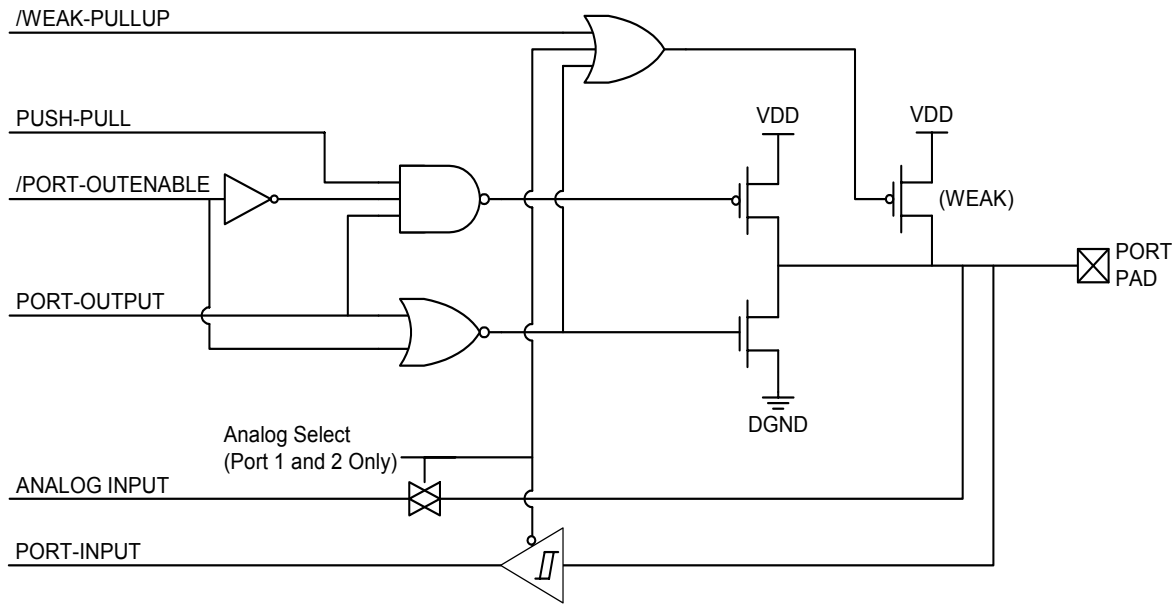 /WEAK-PULLUP
PUSH-PULL
VDD
VDD
/PORT-OUTENABLE
(WEAK)
PORT
PAD
PORT-OUTPUT
DGND
Analog Select
(Port 1 and 2 Only)
ANALOG INPUT
PORT-INPUT